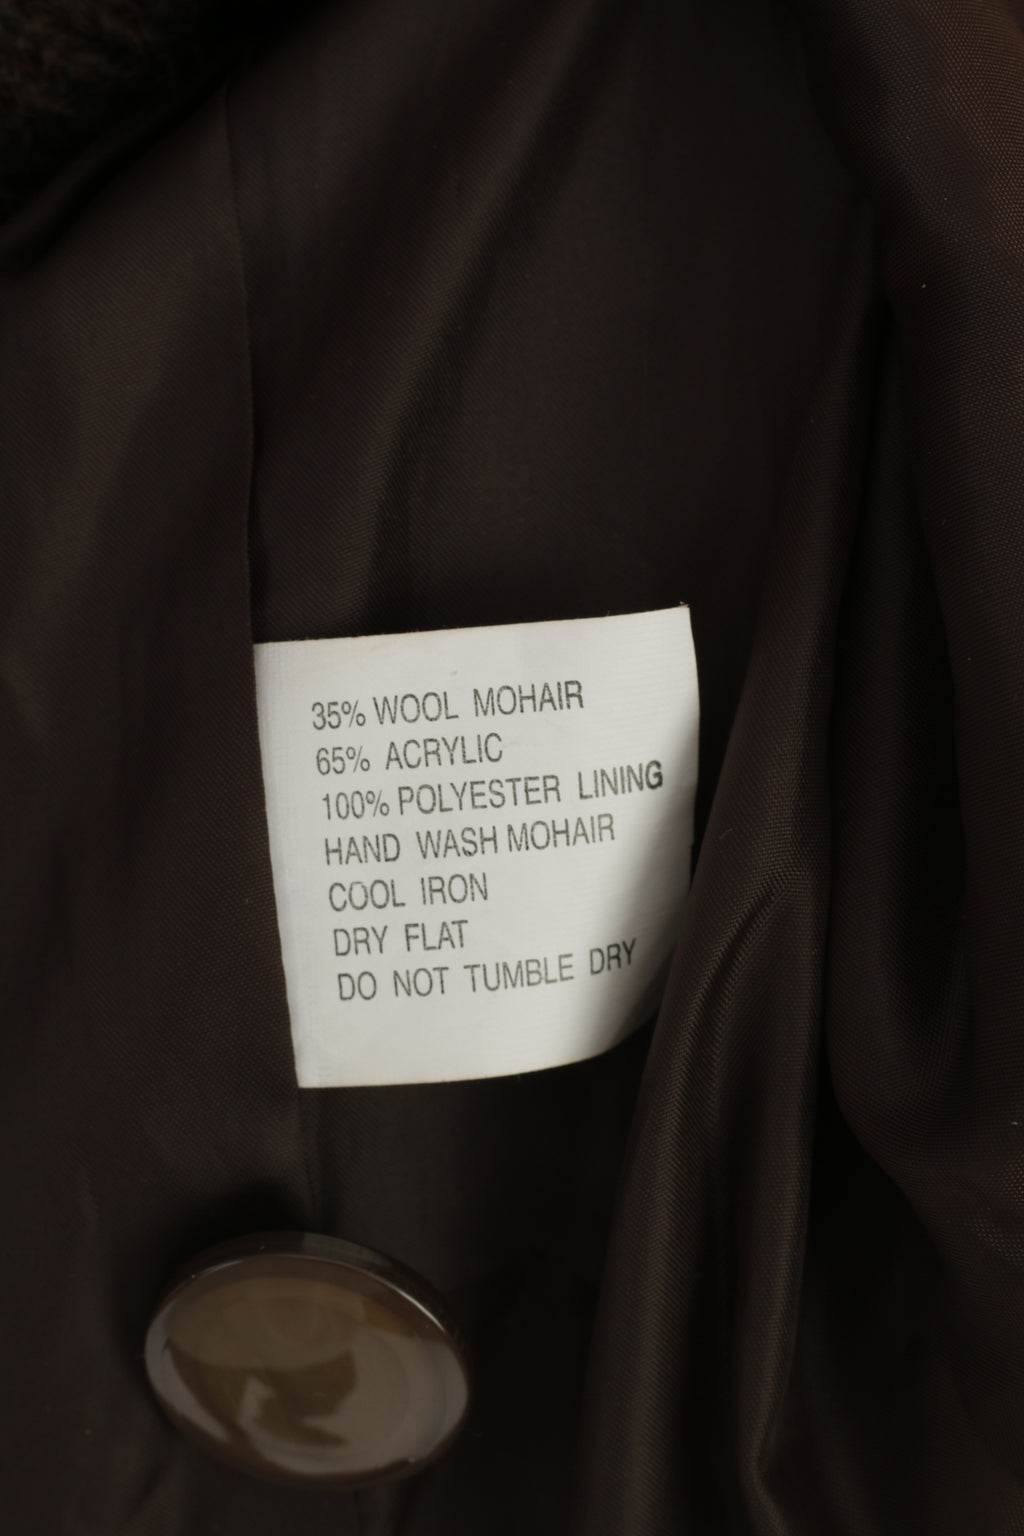 35% WOOL MOHAIR
65% ACRYLIC
100% POLYESTER LINING
HAND WASH MOHAIR
COOL IRON
DRY FLAT
DO NOT TUMBLE DRY